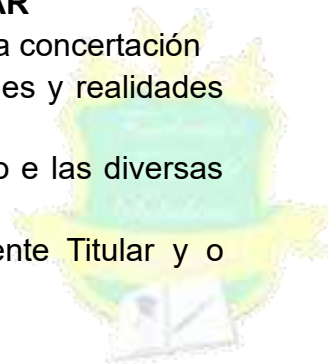 AR
a concertación
es y realidades
o e las diversas
ente Titular y o